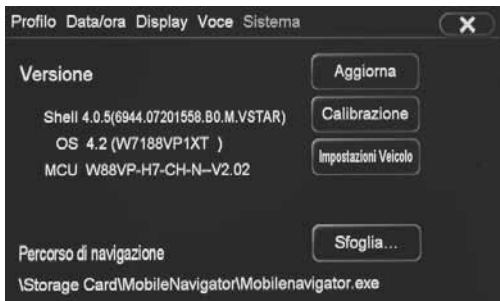 Profilo Data/ora Display Voce Sistema
Versione
Aggiorna
Shell 4.0.5(6944.07201558.B0.M.VSTAR)
Calibrazione
OS 4.2 (W7188VP1XT )
Impostazioni Veicolo
MCU W88VP-H7-CH-N--V2.02
Percorso di navigazione
Sfoglia...
\Storage Card\MobileNavigator\Mobilenavigator.exe